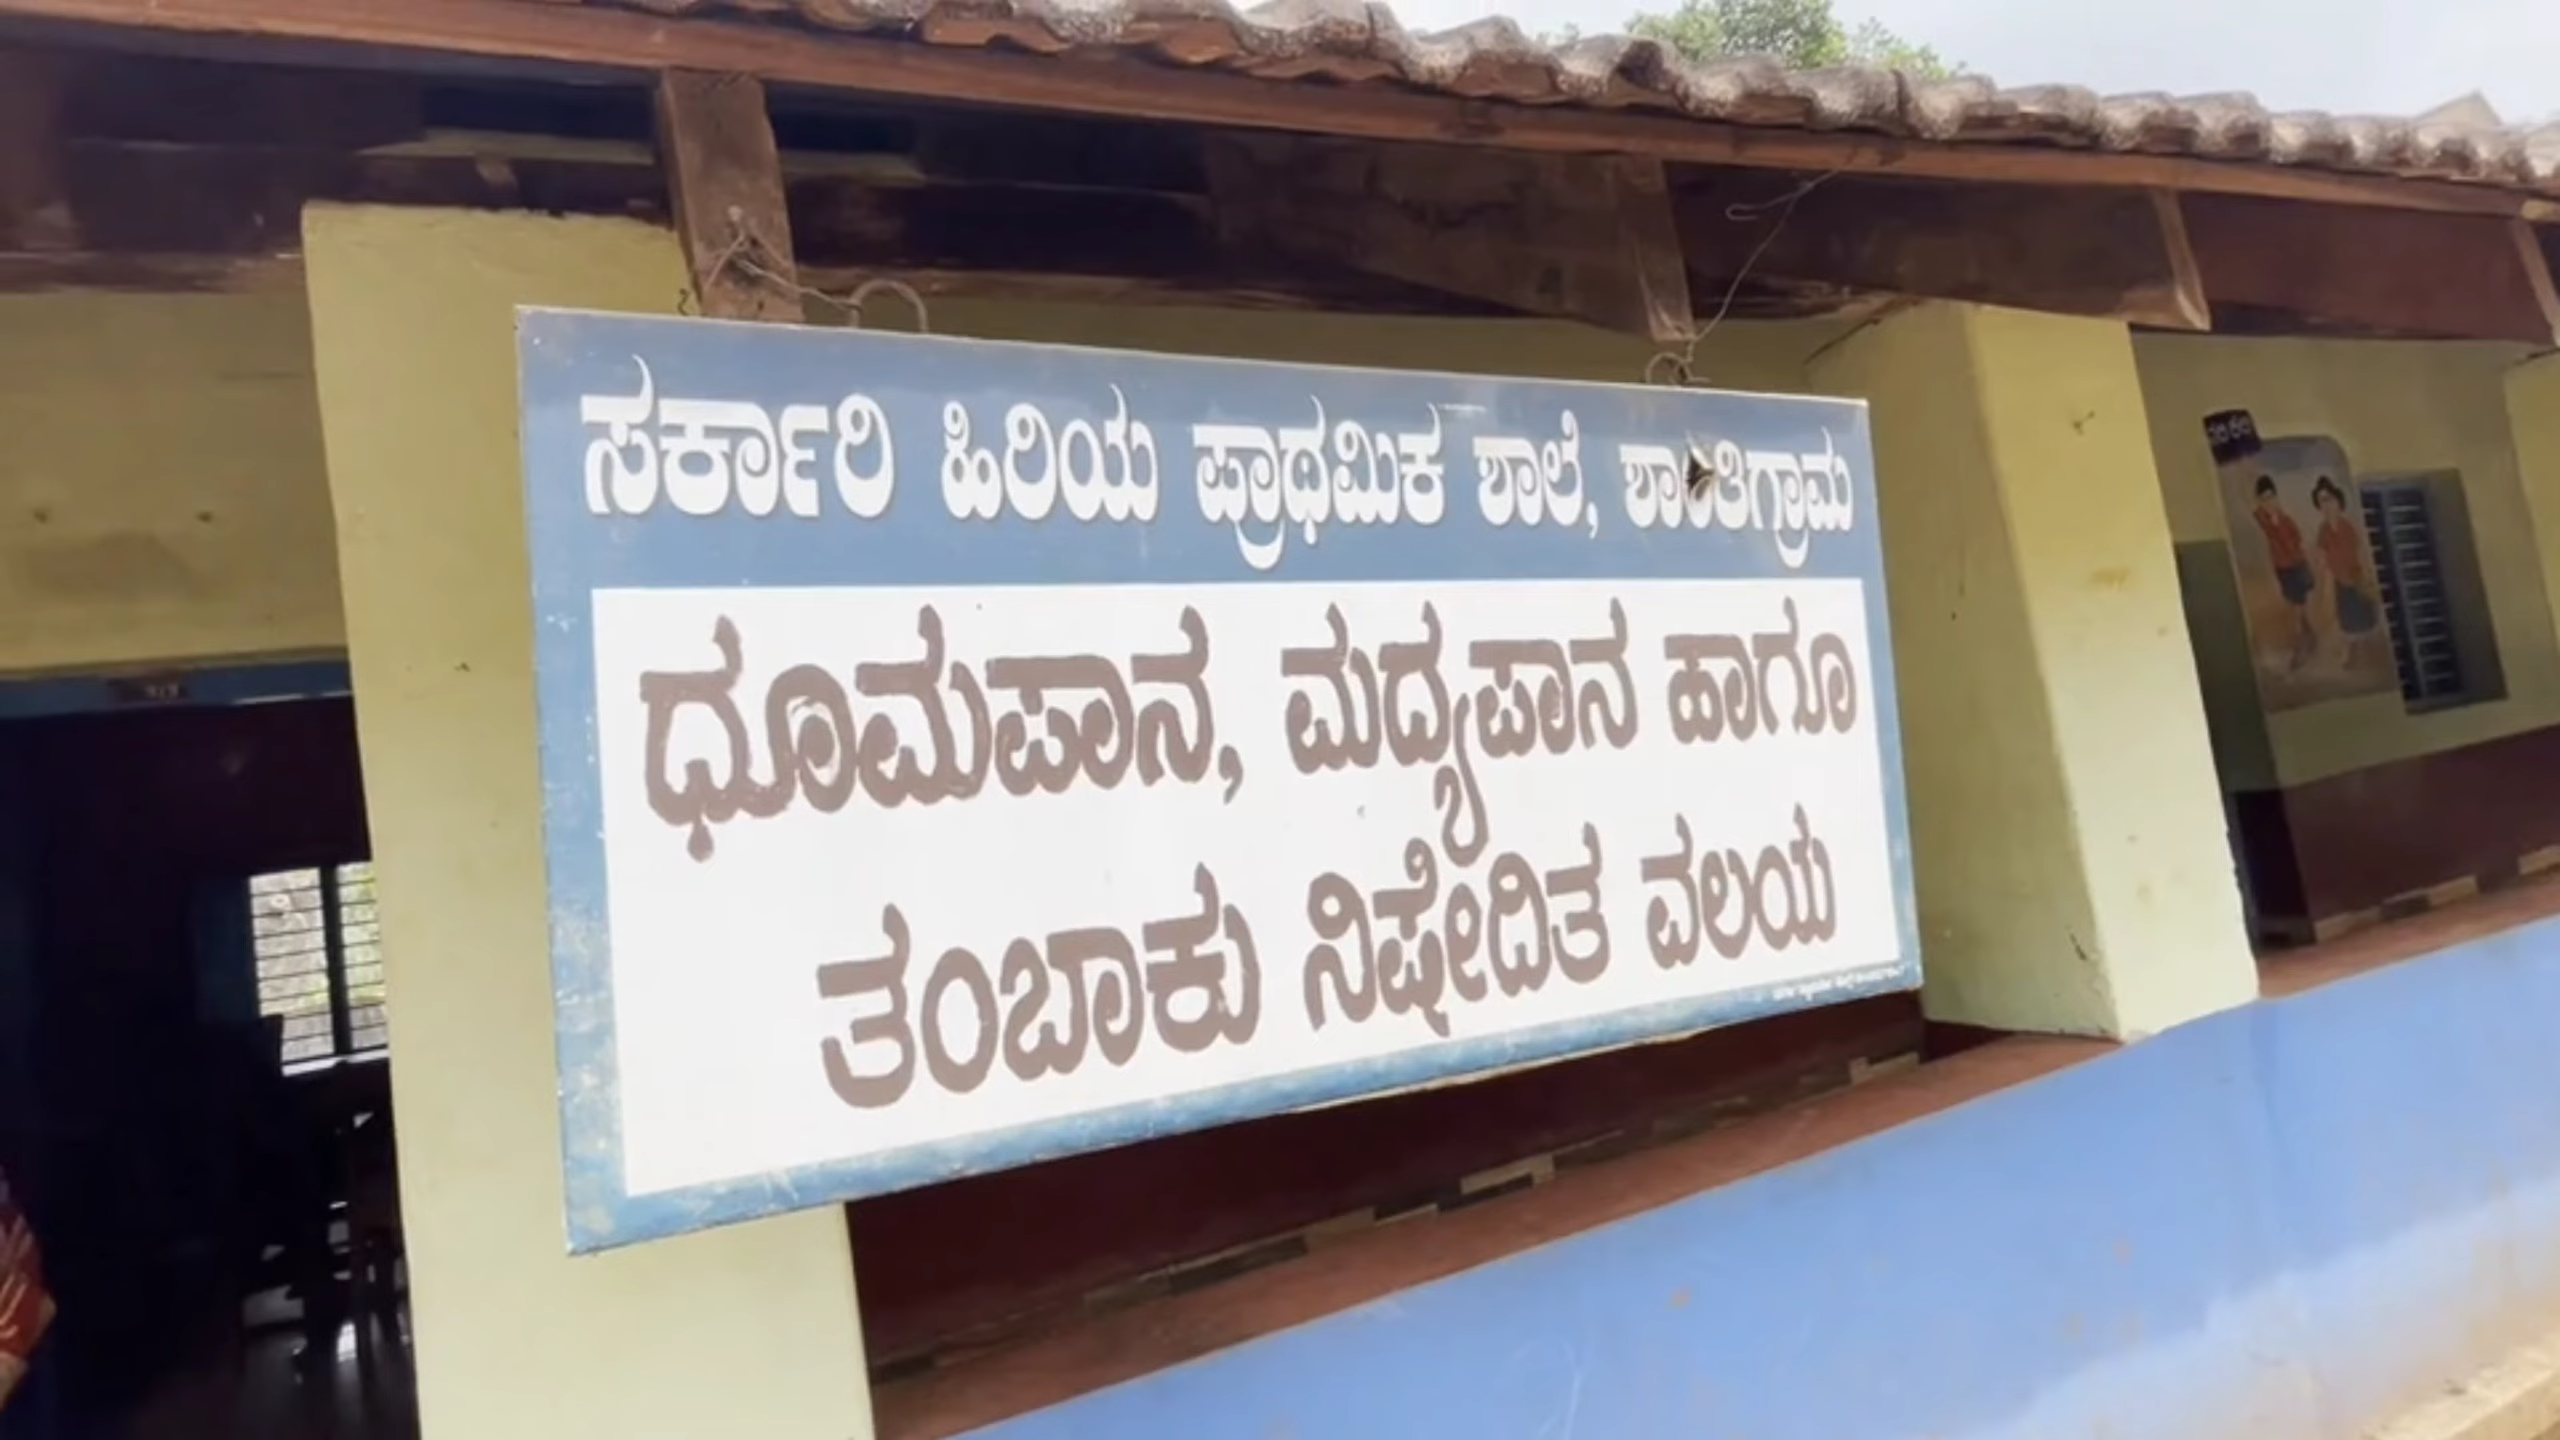 ಸರ್ಕಾರಿ ಹಿರಿಯ ಪ್ರಾಥಮಿಕ ಶಾಲೆ, ಶಾಂತಿಗ್ರಾಮ
ಧೂಮಪಾನ, ಮದ್ಯಪಾನ ಹಾಗೂ
ತಂಬಾಕು ನಿಷೇದಿತ ವಲಯ